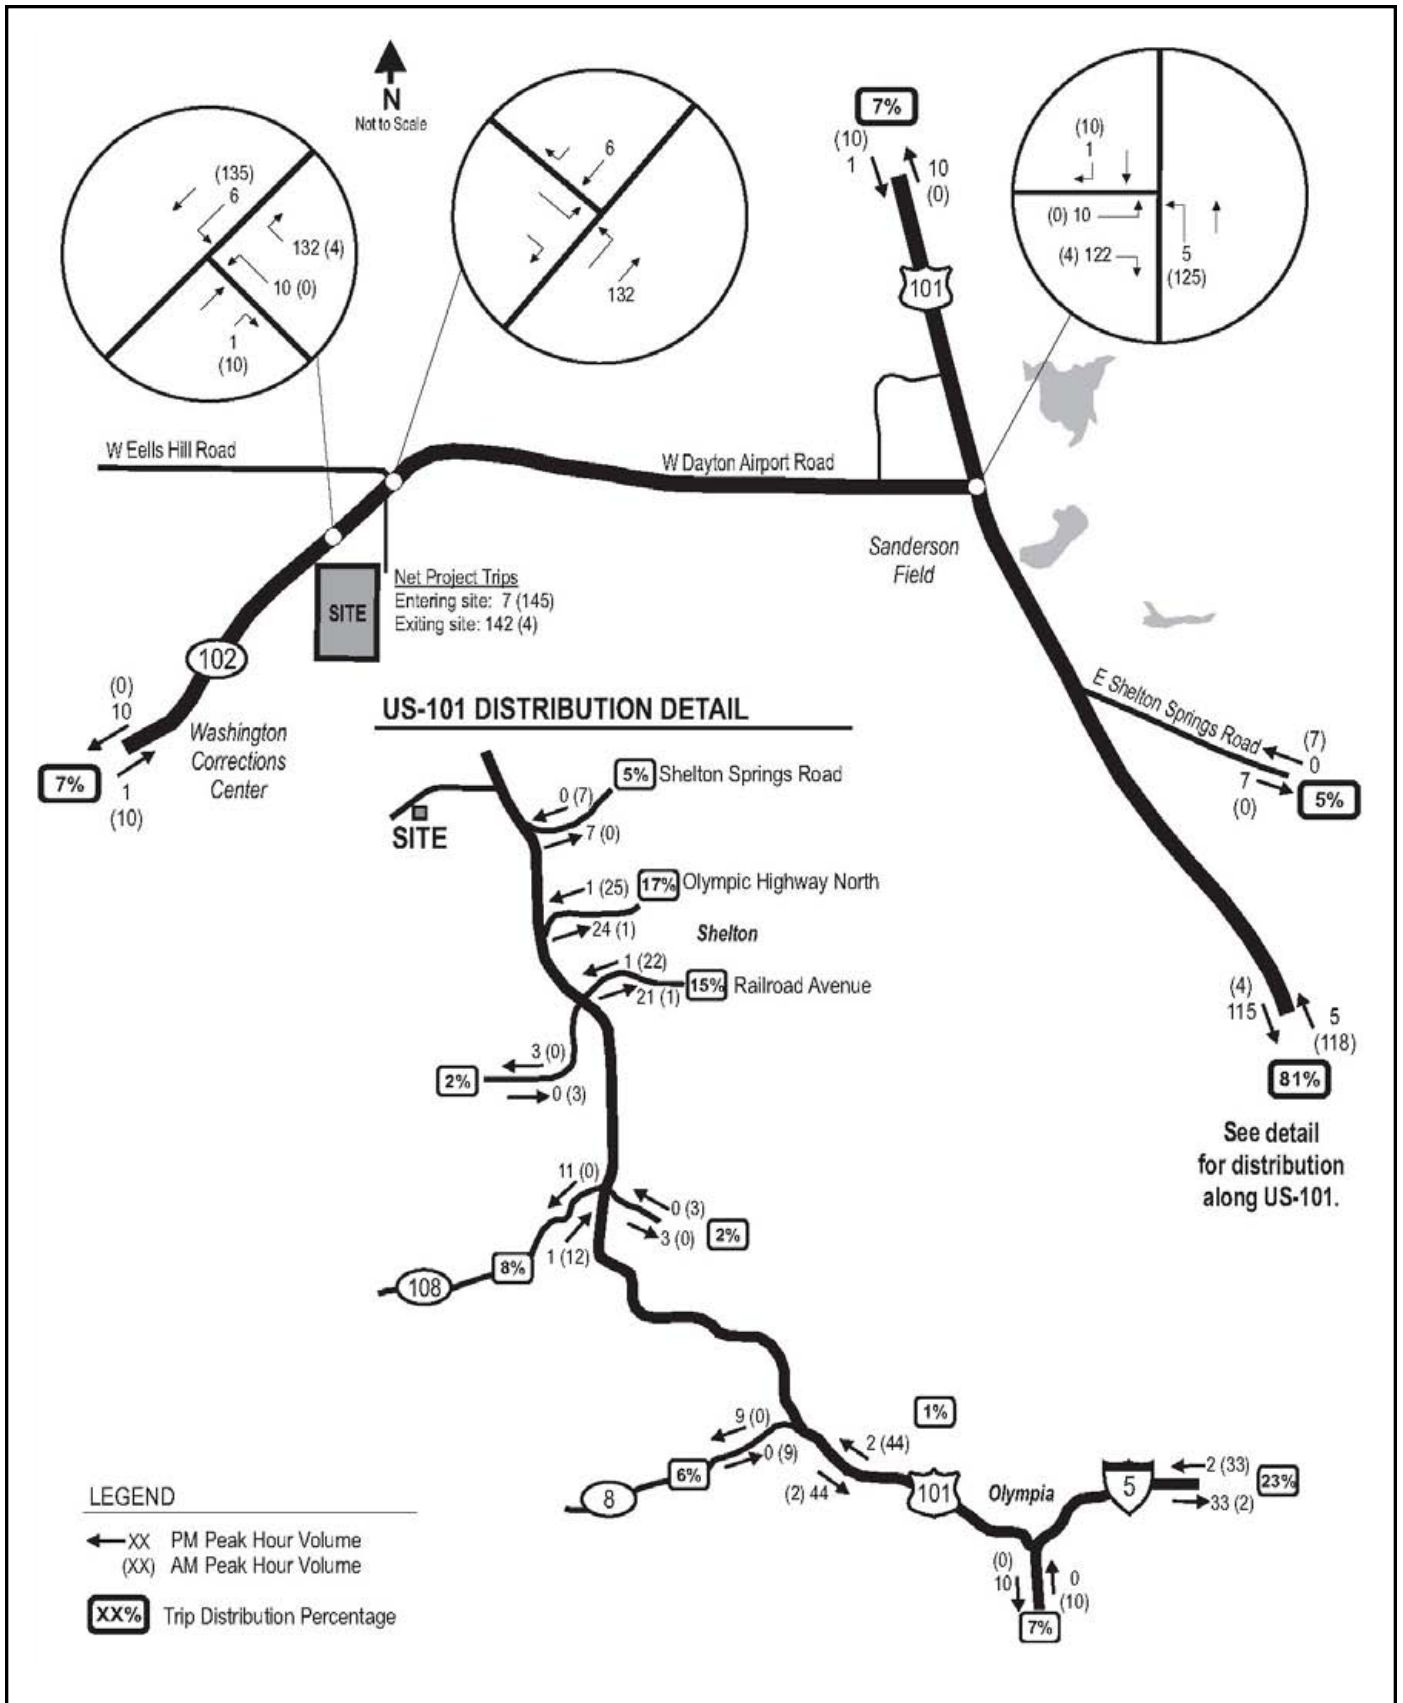 N
Not to Scale
(135)
6
132 (4)
10 (0)
1
(10)
6
132
7%
(10)
1
10
(0)
101
(10)
1
(0) 10
(4) 122
5
(125)
W Eells Hill Road
W Dayton Airport Road
Sanderson
Field
SITE
Net Project Trips
Entering site: 7 (145)
Exiting site: 142 (4)
102
(0)
10
7%
1
(10)
Washington
Corrections
Center
E Shelton Springs Road
(7)
0
7
(0)
5%
(4)
115
5
(118)
81%
See detail
for distribution
along US-101.
US-101 DISTRIBUTION DETAIL
SITE
5% Shelton Springs Road
0 (7)
7 (0)
1 (25)
17% Olympic Highway North
24 (1)
Shelton
1 (22)
21 (1)
15% Railroad Avenue
3 (0)
2%
0 (3)
11 (0)
0 (3)
3 (0)
2%
1 (12)
8%
108
1%
9 (0)
0 (9)
2 (44)
(2) 44
6%
8
101
Olympia
5
2 (33)
23%
33 (2)
(0)
10
0
(10)
7%
LEGEND
XX PM Peak Hour Volume
(XX) AM Peak Hour Volume
XX% Trip Distribution Percentage